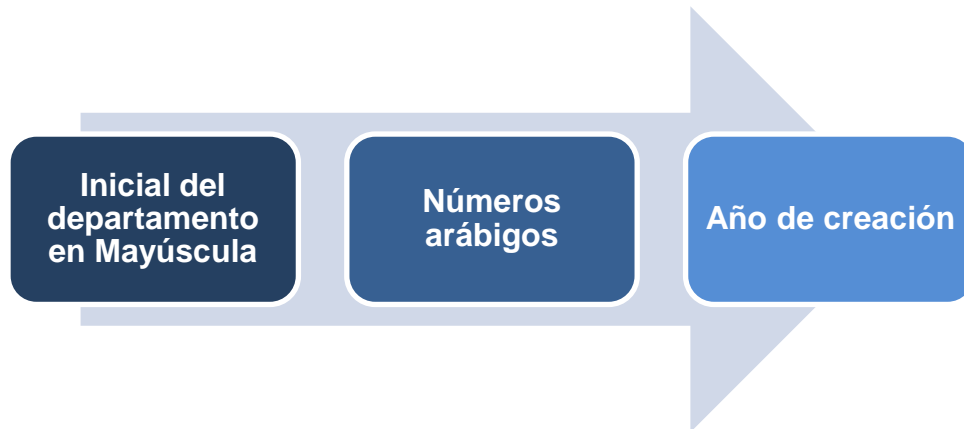 Inicial del
departamento
en Mayúscula
Números
arábigos
Año de creación